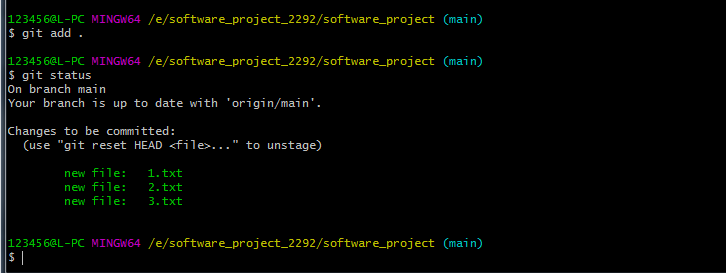 123456@L-PC MINGW64 /e/software_project_2292/software_project (main)
$ git add .
123456@L-PC MINGW64 /e/software_project_2292/software_project (main)
$ git status
On branch main
Your branch is up to date with 'origin/main'.
Changes to be committed:
  (use "git reset HEAD <file>..." to unstage)
        new file:   1.txt
        new file:   2.txt
        new file:   3.txt
123456@L-PC MINGW64 /e/software_project_2292/software_project (main)
$